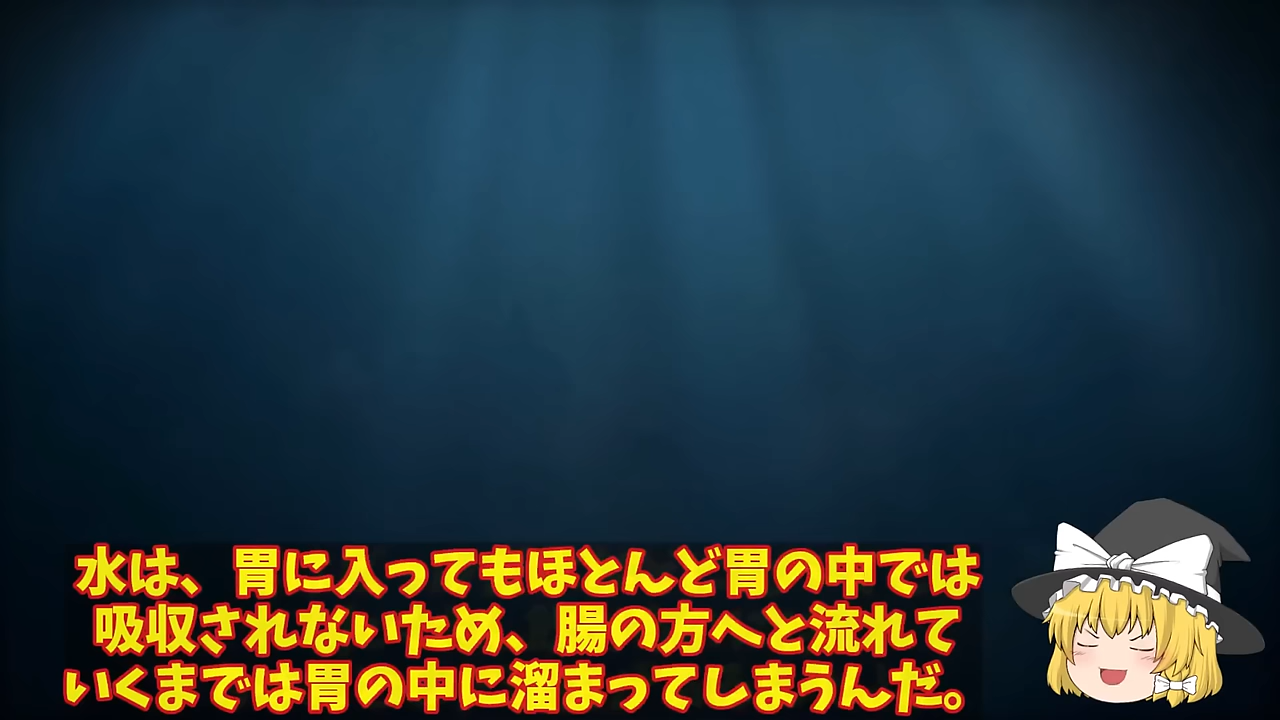 水は、胃に入ってもほとんど胃の中では
吸収されないため、腸の方へと流れて
いくまでは胃の中に溜まってしまうんだ。